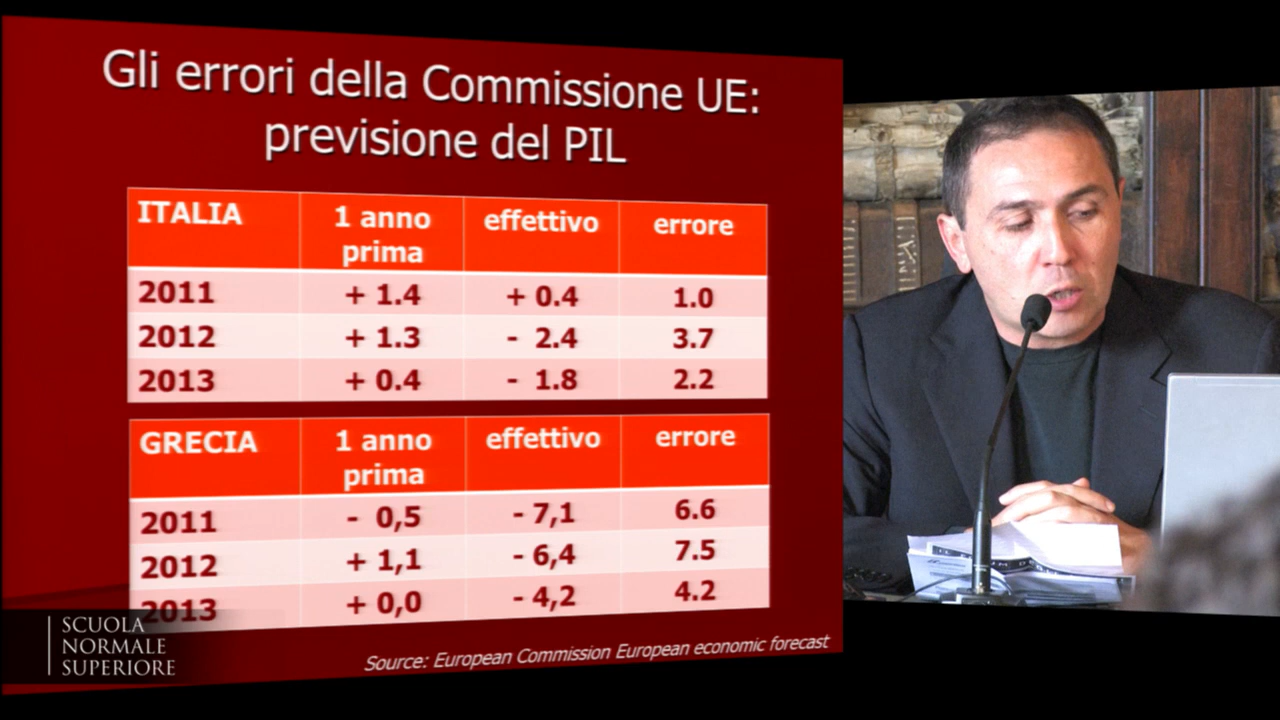 Gli errori della Commissione UE:
previsione del PIL
ITALIA 1 anno prima effettivo errore
2011 + 1.4 + 0.4 1.0
2012 + 1.3 - 2.4 3.7
2013 + 0.4 - 1.8 2.2
GRECIA 1 anno prima effettivo errore
2011 - 0,5 - 7,1 6.6
2012 + 1,1 - 6,4 7.5
2013 + 0,0 - 4,2 4.2
Source: European Commission European economic forecast
SCUOLA
NORMALE
SUPERIORE